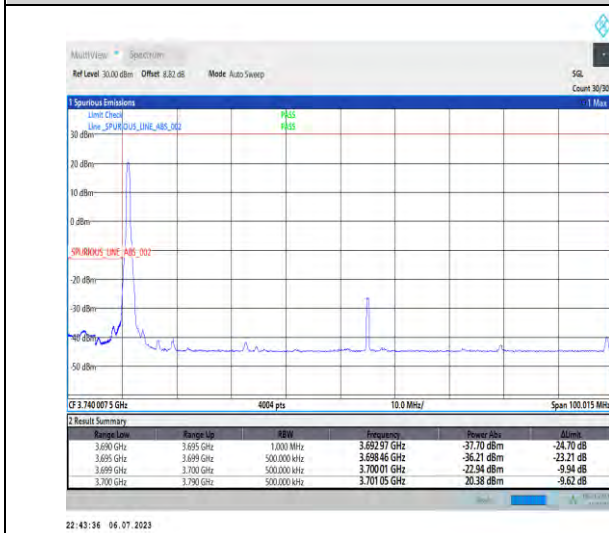 MultiView Spectrum
Ref Level 30.00 dBm Offset 8.82 dB Mode Auto Sweep
SGL
Count 30/30
1 Spurious Emissions 1 Max
Limit Check PASS
Line _SPURIOUS_LINE_ABS_002 PASS
30 dBm
20 dBm
10 dBm
0 dBm
_SPURIOUS_LINE_ABS_002
-20 dBm
-30 dBm
-40 dBm
-50 dBm
CF 3.740 007 5 GHz 4004 pts 10.0 MHz/ Span 100.015 MHz
2 Result Summary
Range Low Range Up RBW Frequency Power Abs ΔLimit
3.690 GHz 3.695 GHz 1.000 MHz 3.692 97 GHz -37.70 dBm -24.70 dB
3.695 GHz 3.699 GHz 500.000 kHz 3.698 46 GHz -36.21 dBm -23.21 dB
3.699 GHz 3.700 GHz 500.000 kHz 3.700 01 GHz -22.94 dBm -9.94 dB
3.700 GHz 3.790 GHz 500.000 kHz 3.701 05 GHz 20.38 dBm -9.62 dB
22:43:36 06.07.2023